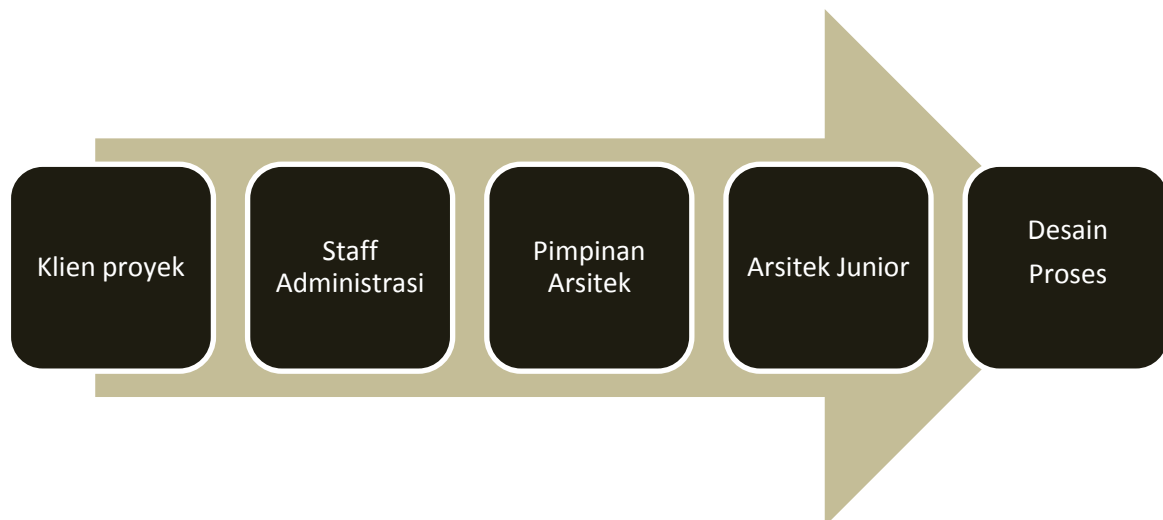 Klien proyek
Staff
Administrasi
Pimpinan
Arsitek
Arsitek Junior
Desain
Proses